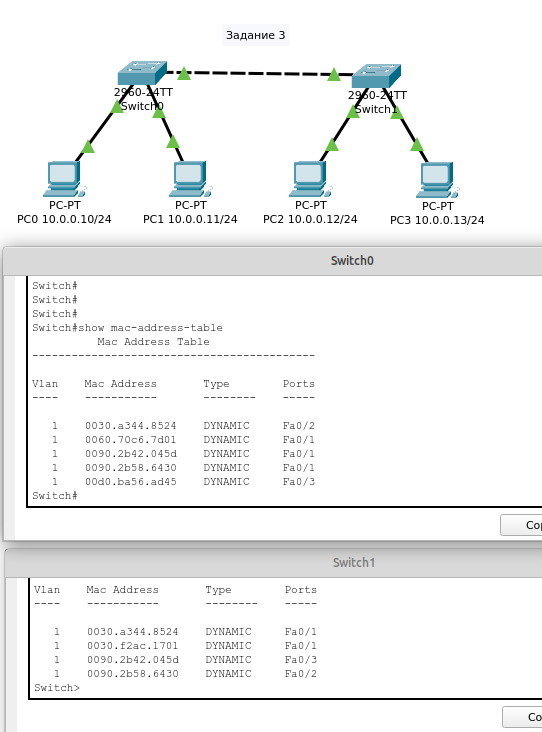 Задание 3
2960-24TT
Switch0
2960-24TT
Switch1
PC-PT
PC0 10.0.0.10/24
PC-PT
PC1 10.0.0.11/24
PC-PT
PC2 10.0.0.12/24
PC-PT
PC3 10.0.0.13/24
Switch0
Switch#
Switch#
Switch#
Switch#show mac-address-table
Mac Address Table
-------------------------------------------
Vlan Mac Address Type Ports
---- ----------- -------- -----
1 0030.a344.8524 DYNAMIC Fa0/2
1 0060.70c6.7d01 DYNAMIC Fa0/1
1 0090.2b42.045d DYNAMIC Fa0/1
1 0090.2b58.6430 DYNAMIC Fa0/1
1 00d0.ba56.ad45 DYNAMIC Fa0/3
Switch#
Cop
Switch1
Vlan Mac Address Type Ports
---- ----------- -------- -----
1 0030.a344.8524 DYNAMIC Fa0/1
1 0030.f2ac.1701 DYNAMIC Fa0/1
1 0090.2b42.045d DYNAMIC Fa0/3
1 0090.2b58.6430 DYNAMIC Fa0/2
Switch>
Co